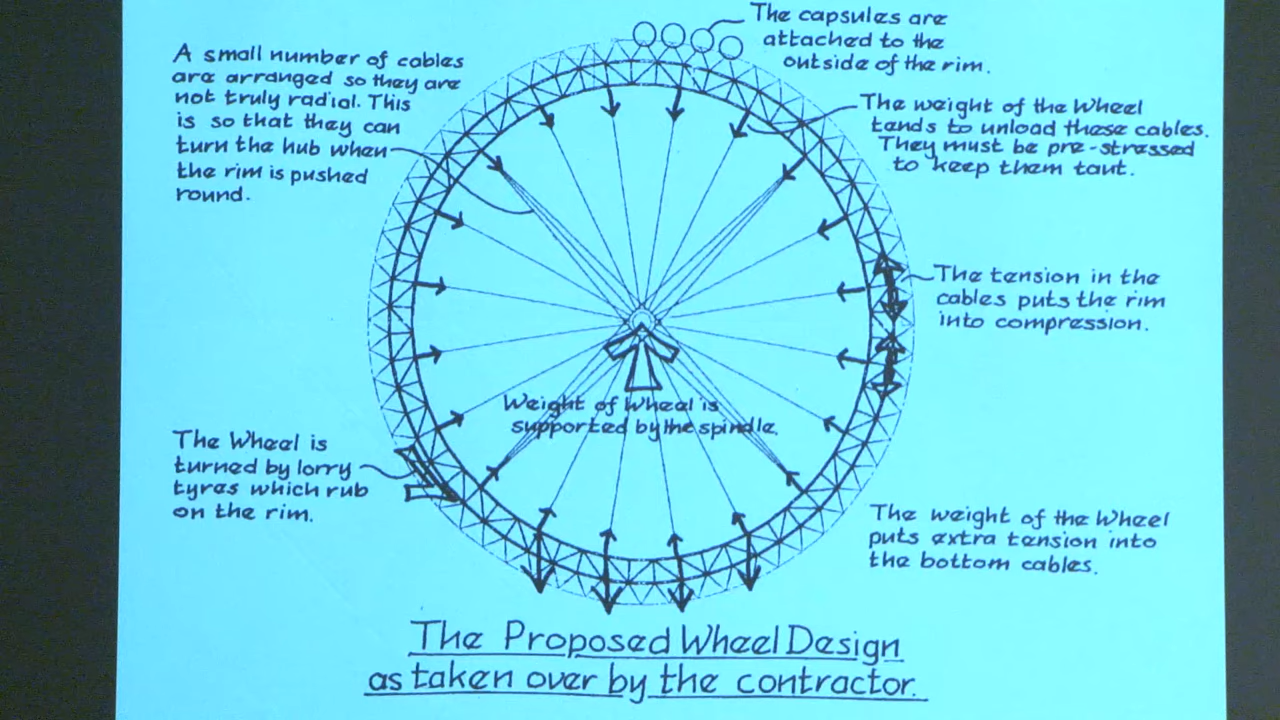 A small number of cables
are arranged so they are
not truly radial. This
is so that they can
turn the hub when
the rim is pushed
round.
The capsules are
attached to the
outside of the rim.
The weight of the Wheel
tends to unload these cables.
They must be pre-stressed
to keep them taut.
The tension in the
cables puts the rim
into compression.
Weight of Wheel is
supported by the spindle.
The Wheel is
turned by lorry
tyres which rub
on the rim.
The weight of the Wheel
puts extra tension into
the bottom cables.
The Proposed Wheel Design
as taken over by the contractor.